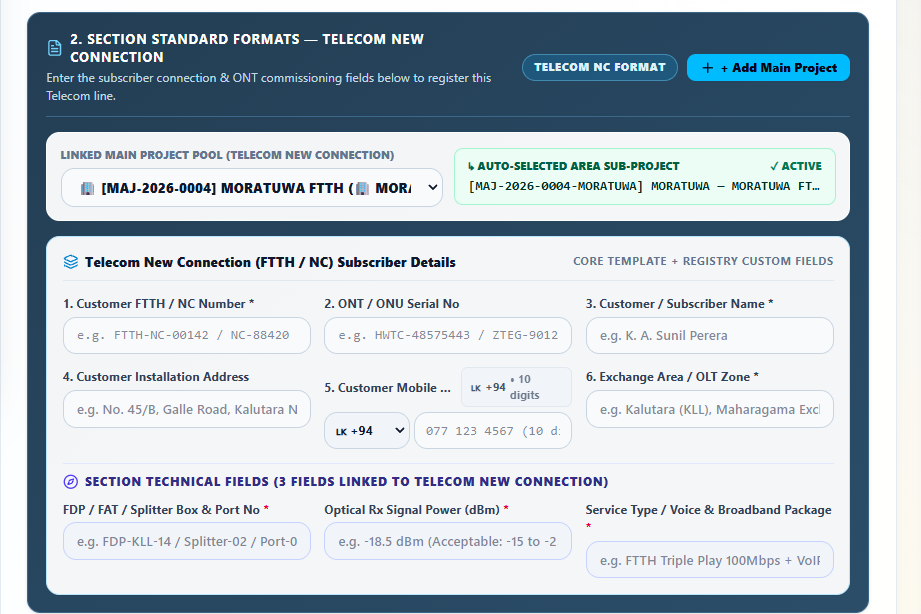 2. SECTION STANDARD FORMATS — TELECOM NEW
CONNECTION
Enter the subscriber connection & ONT commissioning fields below to register this
Telecom line.
TELECOM NC FORMAT
+ + Add Main Project
LINKED MAIN PROJECT POOL (TELECOM NEW CONNECTION)
🏢 [MAJ-2026-0004] MORATUWA FTTH (🏢 MOR
↳ AUTO-SELECTED AREA SUB-PROJECT
✓ ACTIVE
[MAJ-2026-0004-MORATUWA] MORATUWA — MORATUWA FT…
Telecom New Connection (FTTH / NC) Subscriber Details
CORE TEMPLATE + REGISTRY CUSTOM FIELDS
1. Customer FTTH / NC Number *
2. ONT / ONU Serial No
3. Customer / Subscriber Name *
e.g. FTTH-NC-00142 / NC-88420
e.g. HWTC-48575443 / ZTEG-9012
e.g. K. A. Sunil Perera
4. Customer Installation Address
5. Customer Mobile ...
LK +94 • 10
digits
6. Exchange Area / OLT Zone *
e.g. No. 45/B, Galle Road, Kalutara N
LK +94
077 123 4567 (10 d
e.g. Kalutara (KLL), Maharagama Exc
SECTION TECHNICAL FIELDS (3 FIELDS LINKED TO TELECOM NEW CONNECTION)
FDP / FAT / Splitter Box & Port No *
Optical Rx Signal Power (dBm) *
Service Type / Voice & Broadband Package
*
e.g. FDP-KLL-14 / Splitter-02 / Port-0
e.g. -18.5 dBm (Acceptable: -15 to -2
e.g. FTTH Triple Play 100Mbps + VoIP